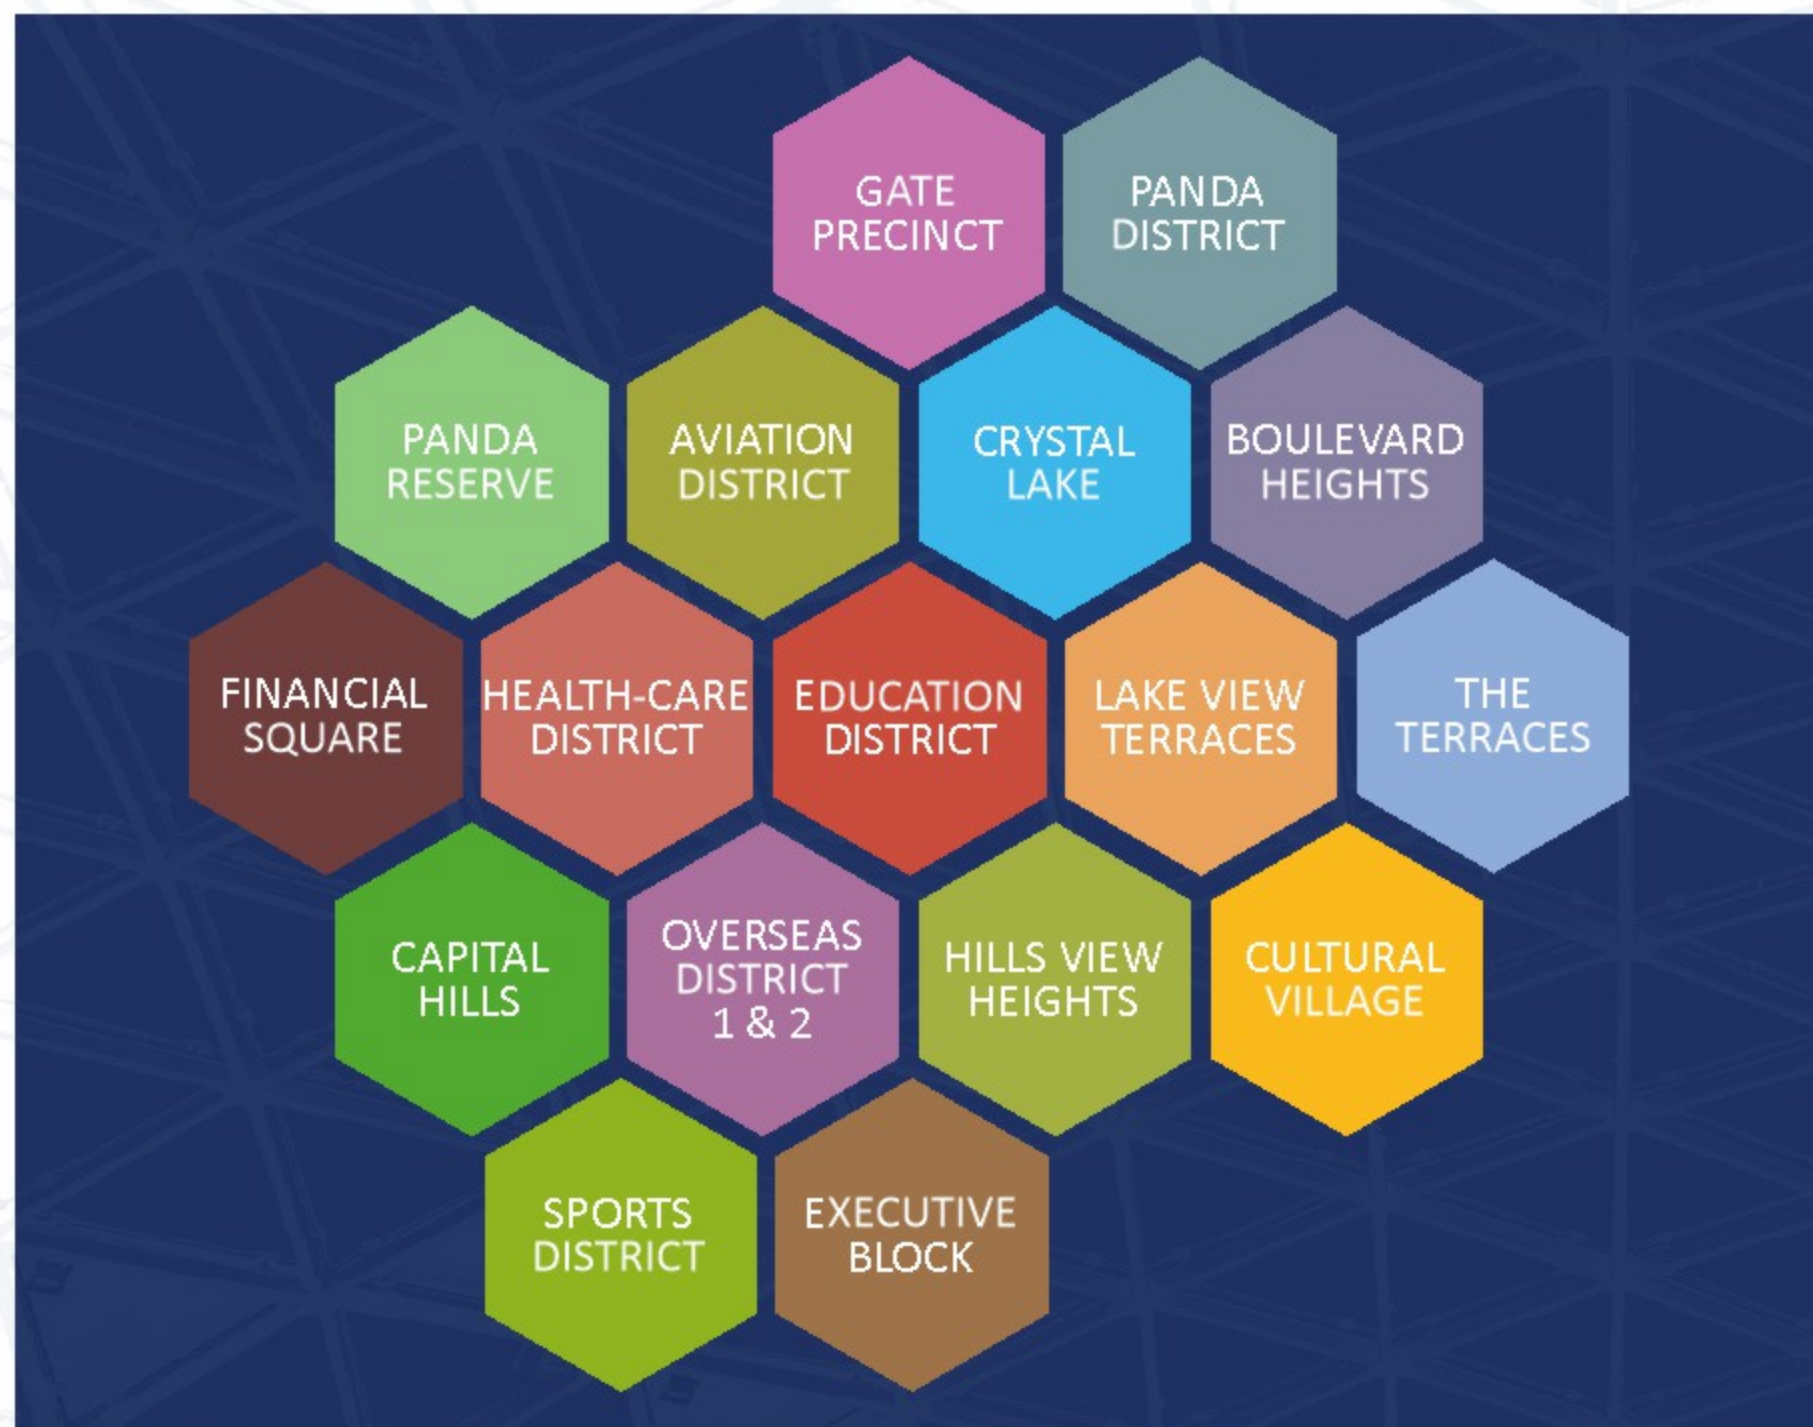 GATE
PRECINCT
PANDA
DISTRICT
PANDA
RESERVE
AVIATION
DISTRICT
CRYSTAL
LAKE
BOULEVARD
HEIGHTS
FINANCIAL
SQUARE
HEALTH-CARE
DISTRICT
EDUCATION
DISTRICT
LAKE VIEW
TERRACES
THE
TERRACES
CAPITAL
HILLS
OVERSEAS
DISTRICT
1 & 2
HILLS VIEW
HEIGHTS
CULTURAL
VILLAGE
SPORTS
DISTRICT
EXECUTIVE
BLOCK